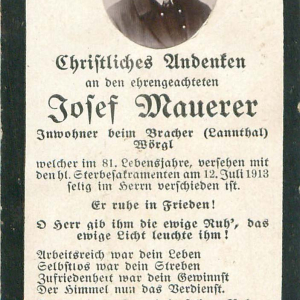 Christliches Andenken
an den ehrengeachteten
Josef Mauerer
Inwohner beim Bracher (Lannthal)
Wörgl
welcher im 81. Lebensjahre, versehen mit
den hl. Sterbesakramenten am 12. Juli 1913
selig im Herrn verschieden ist.
Er ruhe in Frieden!
O Herr gib ihm die ewige Ruh', das
ewige Licht leuchte ihm!
Arbeitsreich war dein Leben
Selbstlos war dein Streben
Zufriedenheit war dein Gewinnst
Der Himmel nun das Verdienst.